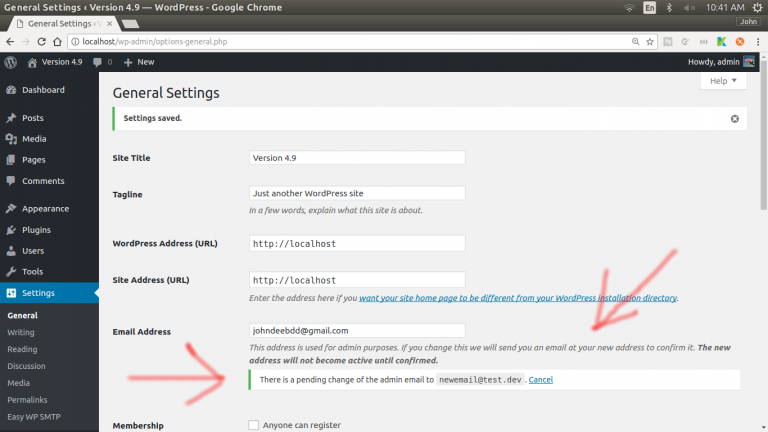 General Settings ‹ Version 4.9 — WordPress - Google Chrome
En
10:41 AM
General Settings ‹ V
John
localhost/wp-admin/options-general.php
Version 4.9
0
+ New
Howdy, admin
Help
Dashboard
Posts
Media
Pages
Comments
Appearance
Plugins
Users
Tools
Settings
General
Writing
Reading
Discussion
Media
Permalinks
Easy WP SMTP
General Settings
Settings saved.
Site Title
Version 4.9
Tagline
Just another WordPress site
In a few words, explain what this site is about.
WordPress Address (URL)
http://localhost
Site Address (URL)
http://localhost
Enter the address here if you want your site home page to be different from your WordPress installation directory.
Email Address
johndeebdd@gmail.com
This address is used for admin purposes. If you change this we will send you an email at your new address to confirm it. The new
address will not become active until confirmed.
There is a pending change of the admin email to newemail@test.dev. Cancel
Membership
Anyone can register